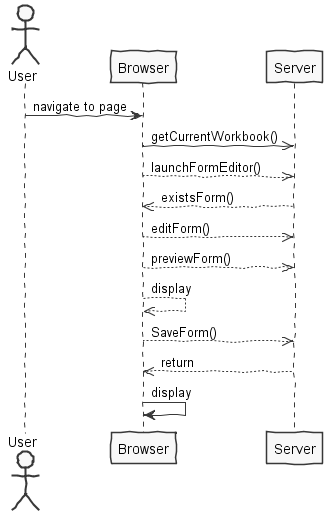 User
Browser
Server
navigate to page
getCurrentWorkbook()
launchFormEditor()
existsForm()
editForm()
previewForm()
display
SaveForm()
return
display
User
Browser
Server